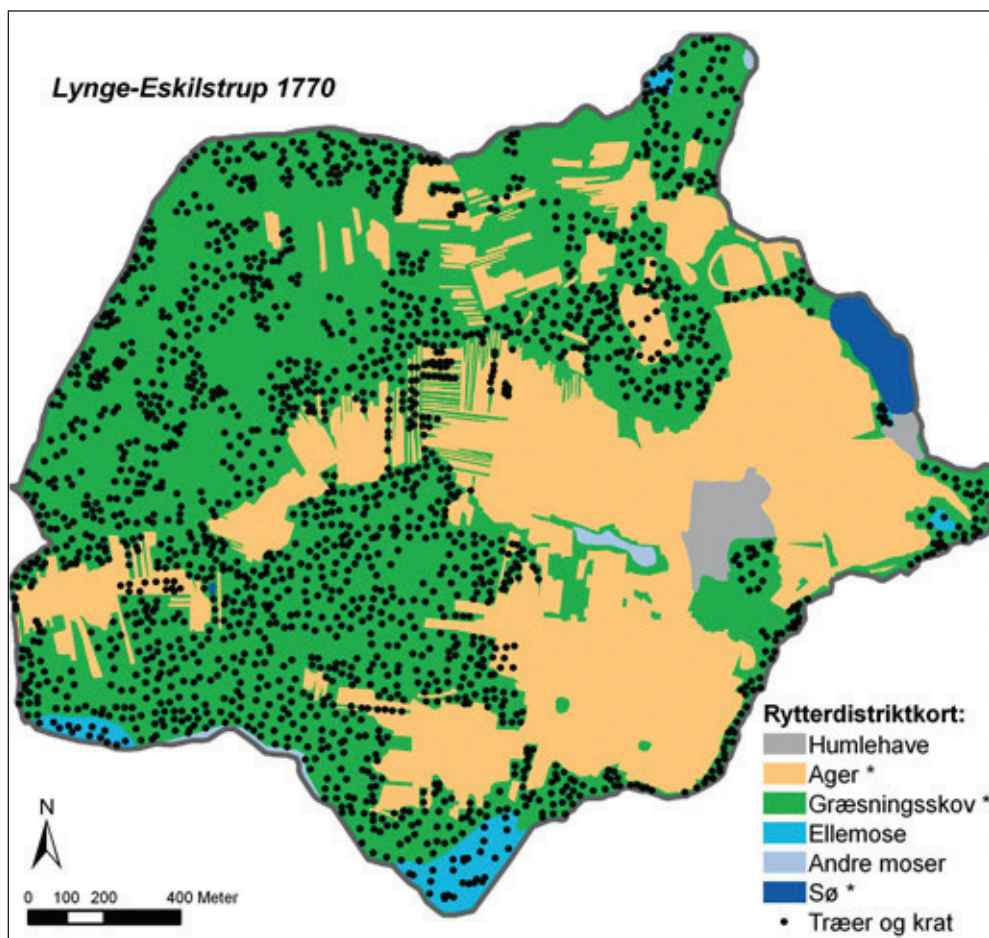 Lynge-Eskilstrup 1770
Rytterdistriktkort:
Humlehave
Ager *
Græsningsskov *
Ellemose
Andre moser
Sø *
Træer og krat
N
0 100 200 400 Meter